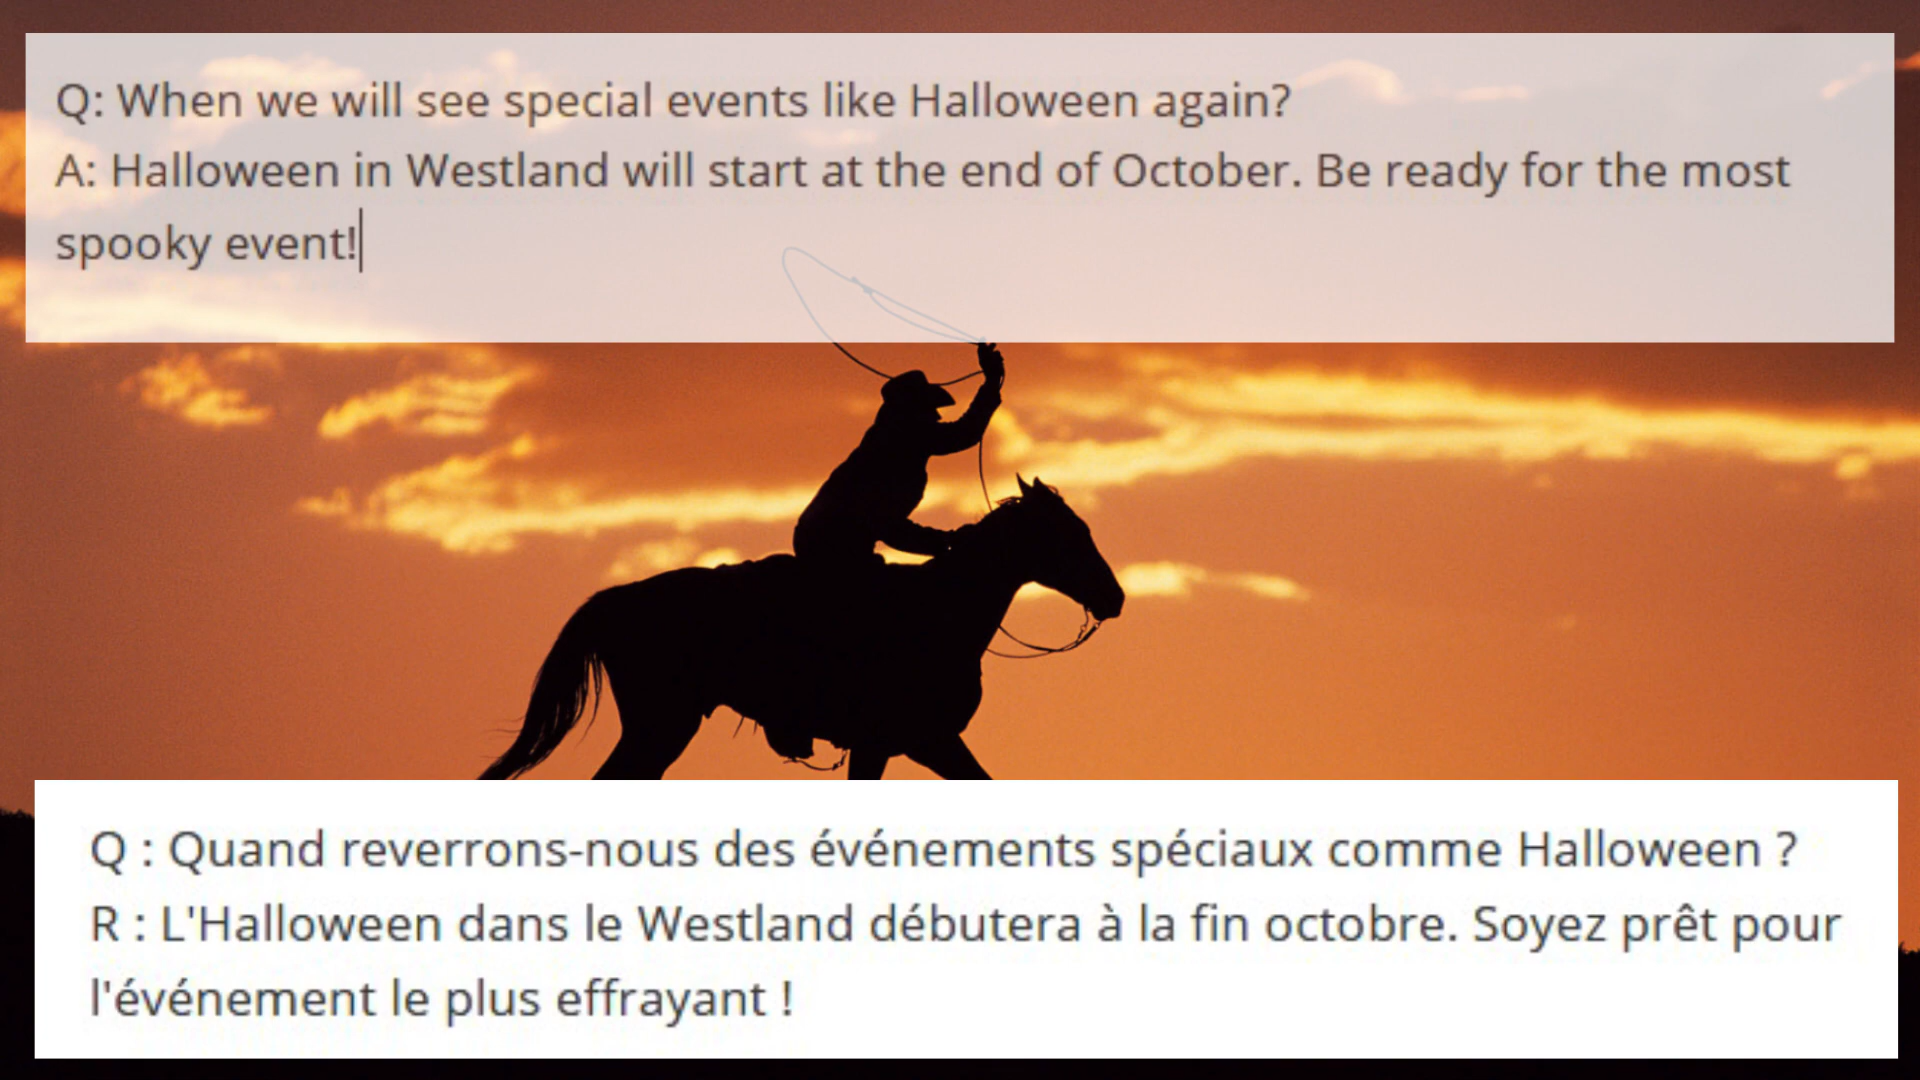 Q: When we will see special events like Halloween again?
A: Halloween in Westland will start at the end of October. Be ready for the most
spooky event!
Q : Quand reverrons-nous des événements spéciaux comme Halloween ?
R : L'Halloween dans le Westland débutera à la fin octobre. Soyez prêt pour
l'événement le plus effrayant !